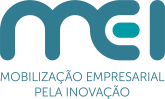 MEI
MOBILIZAÇÃO EMPRESARIAL
PELA INOVAÇÃO